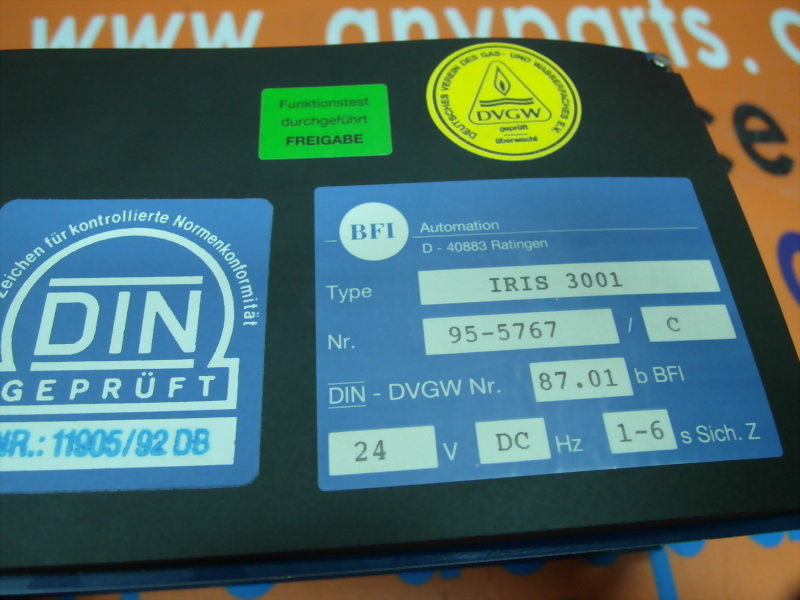 www.anyparts.c
Funktionstest
durchgeführt
FREIGABE
DEUTSCHER VEREIN DES GAS- UND WASSERFACHES E.V.
DVGW
geprüft
überwacht
Zeichen für kontrollierte Normenkonformität
DIN
GEPRÜFT
NR.: 11905/92 DB
BFI Automation
D - 40883 Ratingen
Type IRIS 3001
Nr. 95-5767 / C
DIN - DVGW Nr. 87.01 b BFI
24 V DC Hz 1-6 s Sich. Z